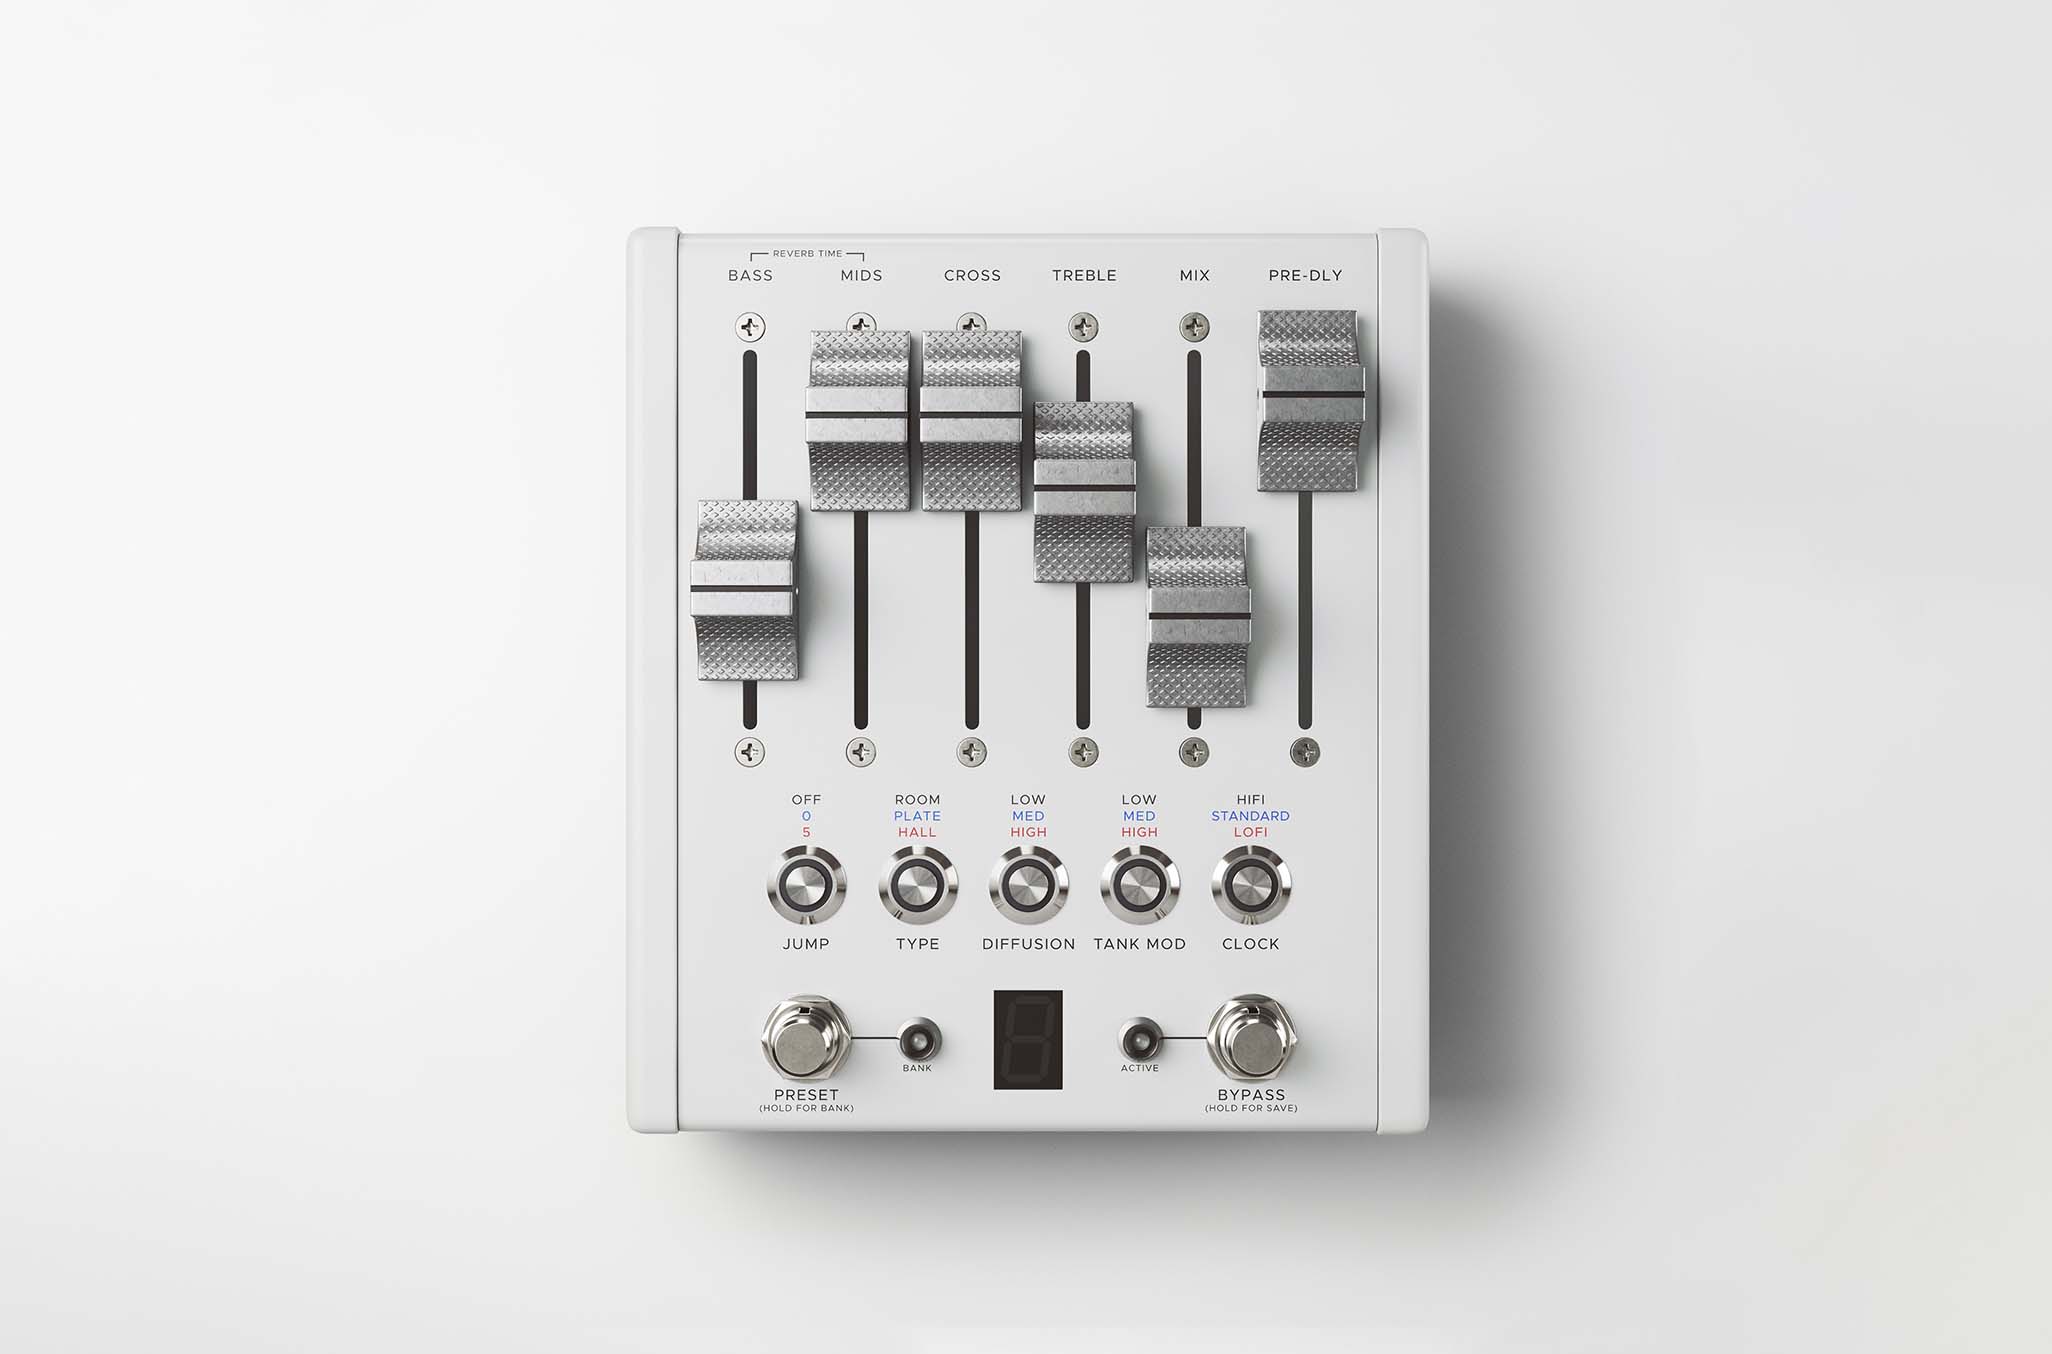 REVERB TIME
BASS MIDS CROSS TREBLE MIX PRE-DLY
OFF ROOM LOW LOW HIFI
0 PLATE MED MED STANDARD
5 HALL HIGH HIGH LOFI
JUMP TYPE DIFFUSION TANK MOD CLOCK
BANK ACTIVE
PRESET BYPASS
(HOLD FOR BANK) (HOLD FOR SAVE)